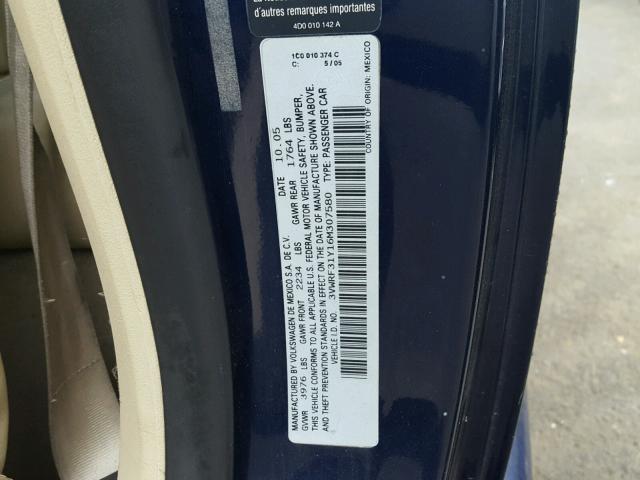 d'autres remarques importantes
4D0 010 142 A
1C0 010 374 C
C: 5/05
MANUFACTURED BY VOLKSWAGEN DE MEXICO S.A. DE C.V. DATE 10.05
GVWR 3976 LBS GAWR FRONT 2234 LBS GAWR REAR 1764 LBS
THIS VEHICLE CONFORMS TO ALL APPLICABLE U.S. FEDERAL MOTOR VEHICLE SAFETY, BUMPER,
AND THEFT PREVENTION STANDARDS IN EFFECT ON THE DATE OF MANUFACTURE SHOWN ABOVE.
VEHICLE I.D. NO. 3VWRF31Y16M307580 TYPE: PASSENGER CAR
COUNTRY OF ORIGIN: MEXICO